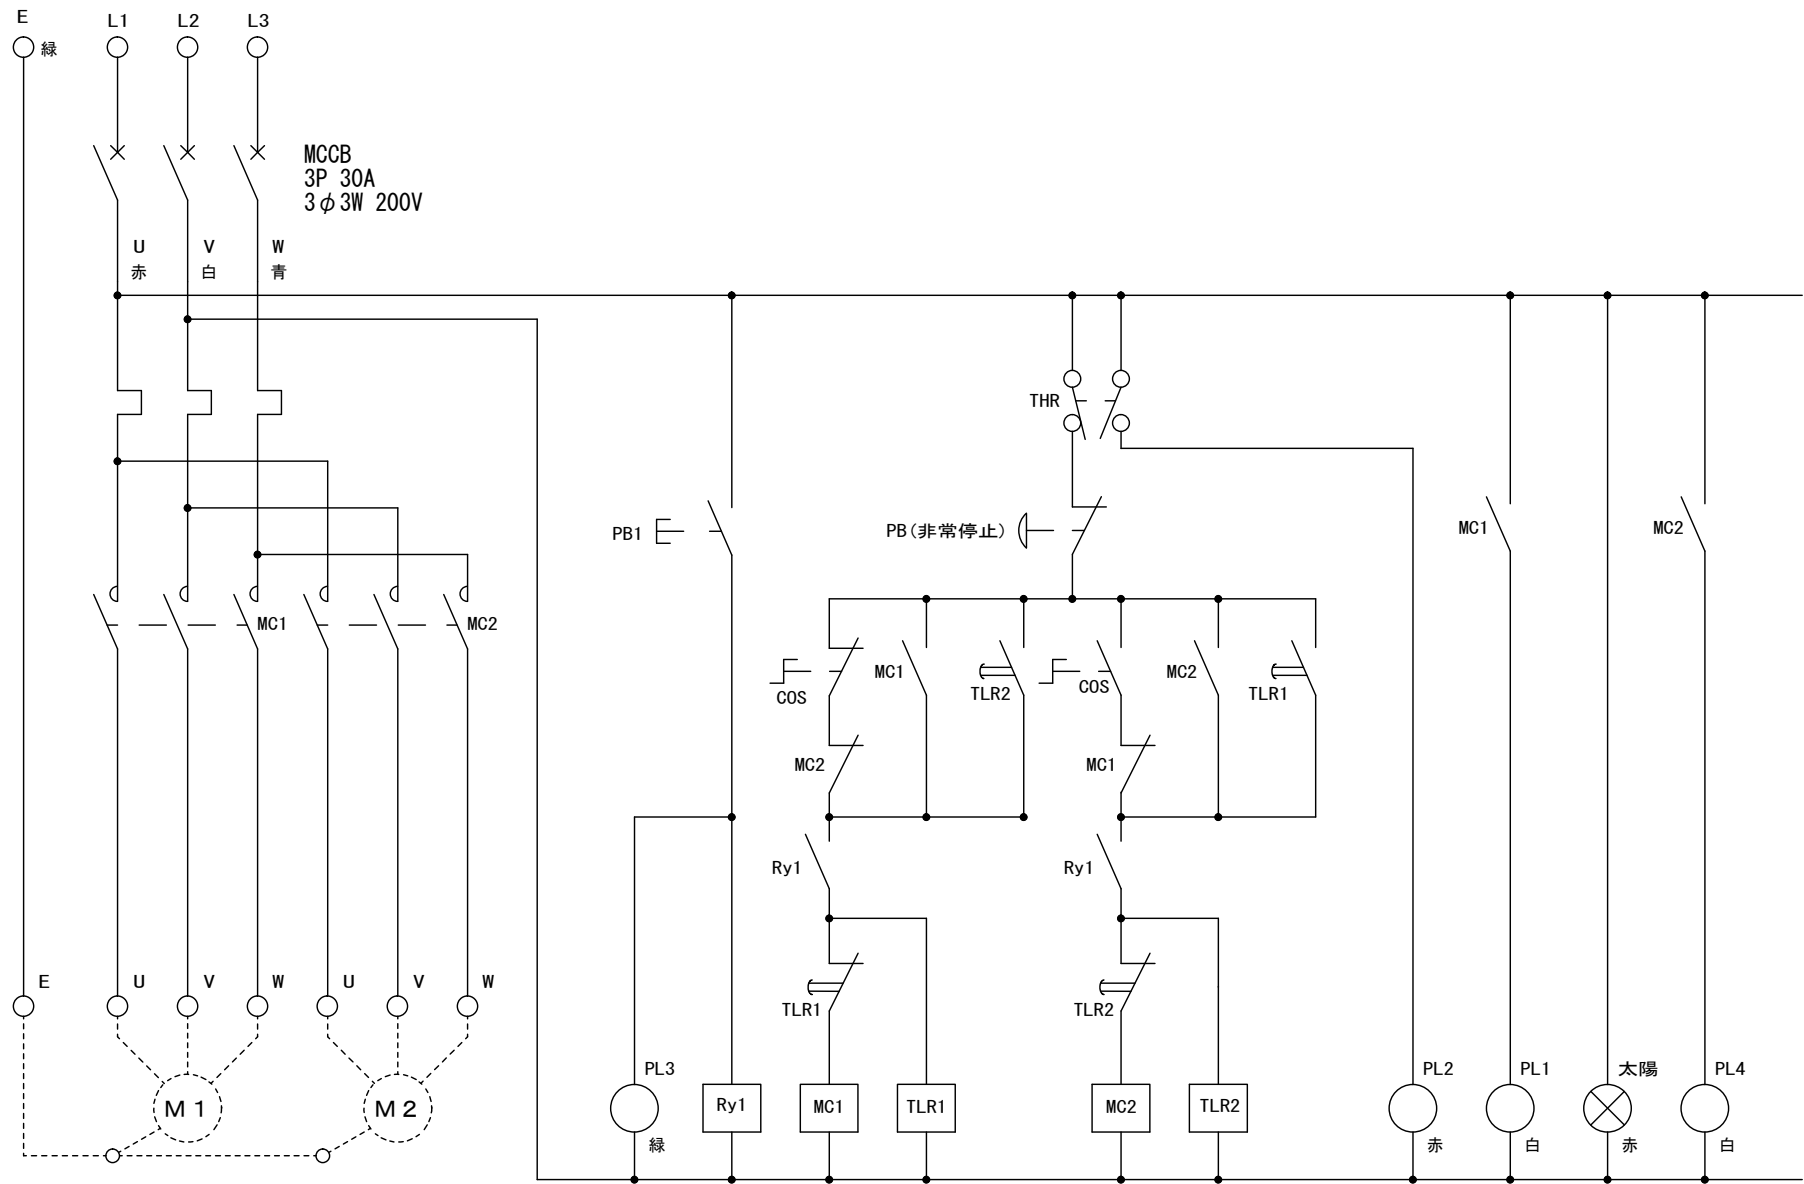 E
L1
L2
L3
緑
MCCB
3P 30A
3φ3W 200V
U
V
W
赤
白
青
THR
PB1
PB(非常停止)
MC1
MC2
MC1
MC2
COS
MC1
TLR2
COS
MC2
TLR1
MC2
MC1
Ry1
Ry1
E
U
V
W
U
V
W
TLR1
TLR2
PL3
PL2
PL1
太陽
PL4
M1
M2
Ry1
MC1
TLR1
MC2
TLR2
緑
赤
白
赤
白